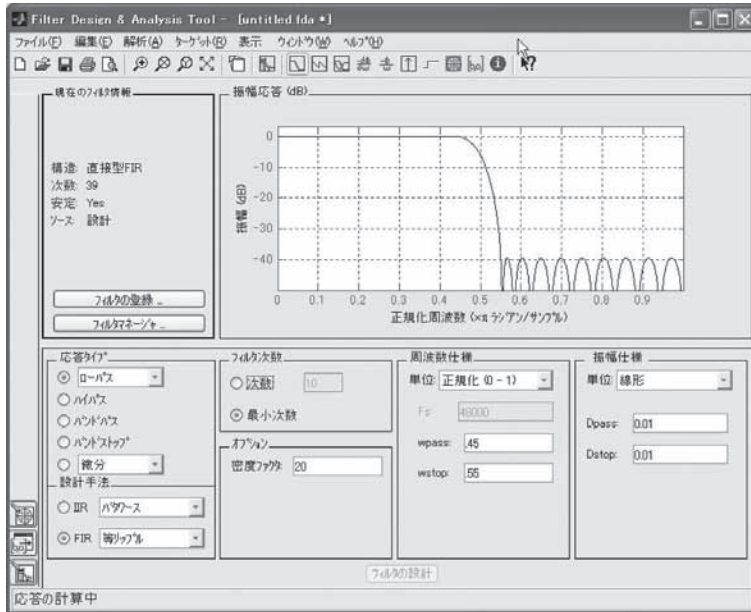 Filter Design & Analysis Tool - [untitled fda *]
ファイル(F) 編集(E) 解析(A) ターゲット(R) 表示 ウィンドウ(W) ヘルプ(H)
現在のフィルタ情報
構造: 直接型FIR
次数: 39
安定: Yes
ソース: 設計
フィルタの登録 ...
フィルタマネージャ ...
振幅応答 (dB)
振幅 (dB)
0
-10
-20
-30
-40
0 0.1 0.2 0.3 0.4 0.5 0.6 0.7 0.8 0.9
正規化周波数 (×π ラジアン/サンプル)
応答タイプ
ローパス
ハイパス
バンドパス
バンドストップ
微分
設計手法
IIR バタワース
FIR 等リップル
フィルタ次数
次数: 10
最小次数
オプション
密度ファクタ: 20
周波数仕様
単位: 正規化 (0 - 1)
Fs: 48000
wpass: .45
wstop: .55
振幅仕様
単位: 線形
Dpass: 0.01
Dstop: 0.01
フィルタの設計
応答の計算中